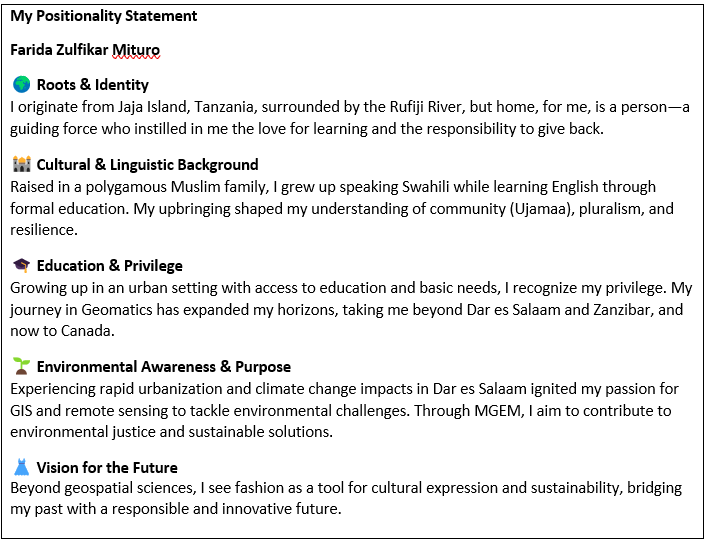 My Positionality Statement
Farida Zulfikar Mituro
🌍 Roots & Identity
I originate from Jaja Island, Tanzania, surrounded by the Rufiji River, but home, for me, is a person—a
guiding force who instilled in me the love for learning and the responsibility to give back.
🕌 Cultural & Linguistic Background
Raised in a polygamous Muslim family, I grew up speaking Swahili while learning English through
formal education. My upbringing shaped my understanding of community (Ujamaa), pluralism, and
resilience.
🎓 Education & Privilege
Growing up in an urban setting with access to education and basic needs, I recognize my privilege. My
journey in Geomatics has expanded my horizons, taking me beyond Dar es Salaam and Zanzibar, and
now to Canada.
🌱 Environmental Awareness & Purpose
Experiencing rapid urbanization and climate change impacts in Dar es Salaam ignited my passion for
GIS and remote sensing to tackle environmental challenges. Through MGEM, I aim to contribute to
environmental justice and sustainable solutions.
👗 Vision for the Future
Beyond geospatial sciences, I see fashion as a tool for cultural expression and sustainability, bridging
my past with a responsible and innovative future.